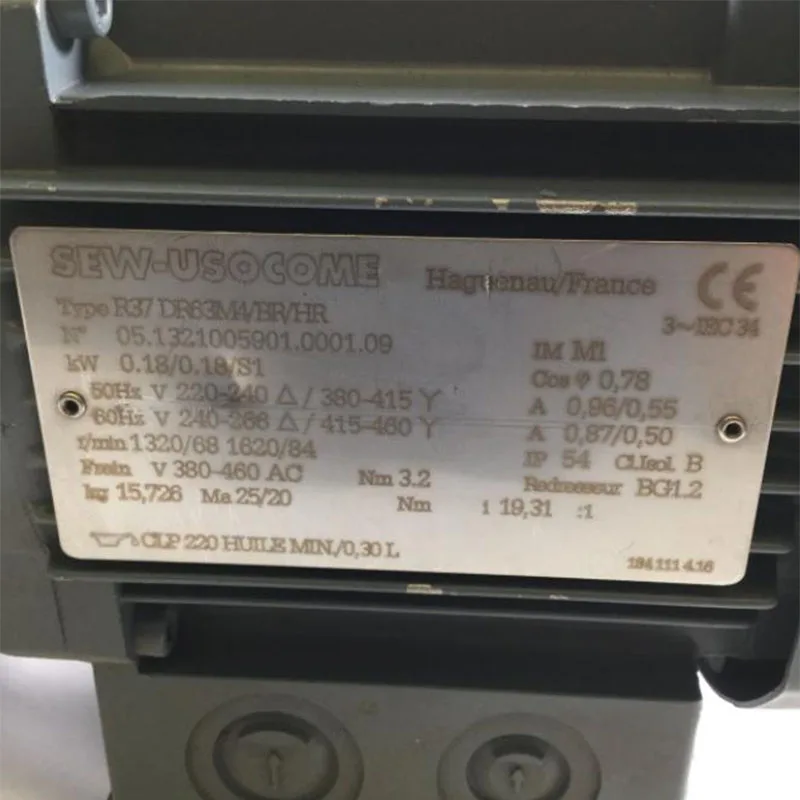 SEW-USOCOME Haguenau/France CE
Type R37 DR63M4/BR/HR 3~IEC 34
N° 05.1321005901.0001.09 IM M1
kW 0.18/0.18/S1 Cos φ 0,78
50Hz V 220-240 Δ / 380-415 Y A 0,96/0,55
60Hz V 240-266 Δ / 415-460 Y A 0,87/0,50
r/min 1320/68 1620/84 IP 54 Cl.Isol. B
Frein V 380-460 AC Nm 3.2 Redresseur BG1.2
kg 15,726 Ma 25/20 Nm i 19,31 :1
CLP 220 HUILE MIN./0,30 L
184 111 4.16